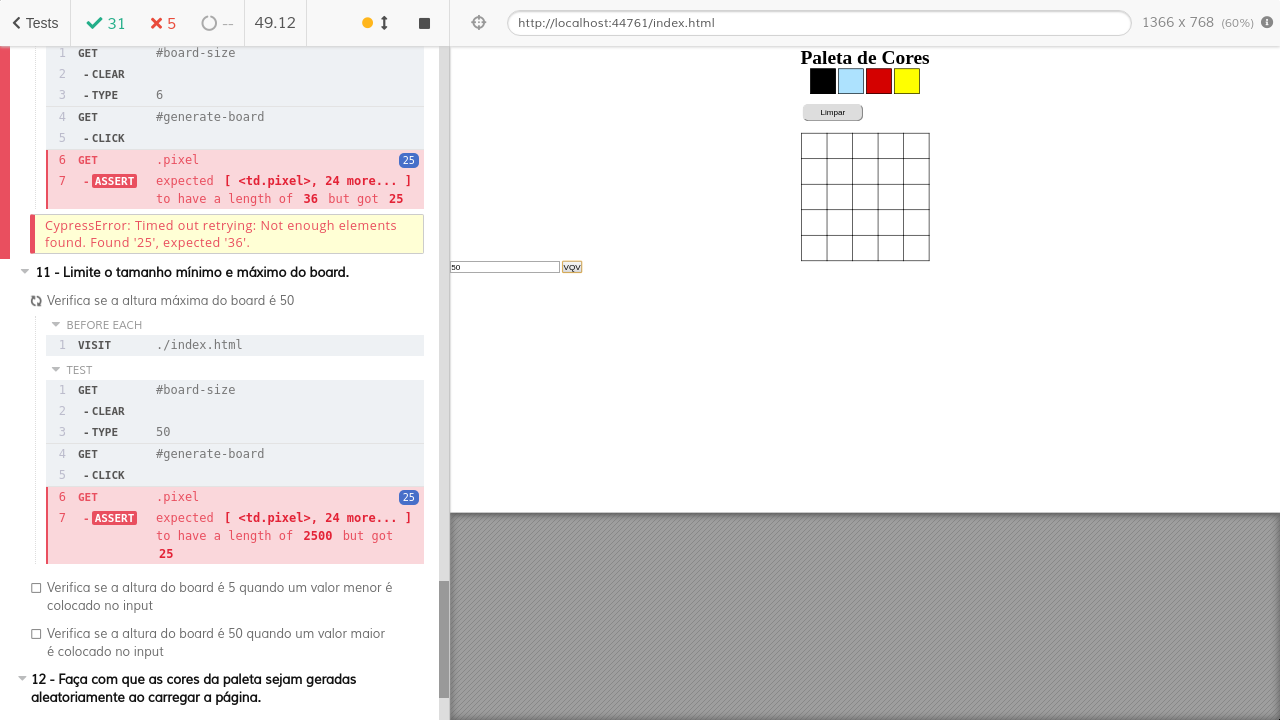 Tests
31
5
--
49.12
http://localhost:44761/index.html
1366 x 768 (60%)
1 GET #board-size
2 -CLEAR
3 -TYPE 6
4 GET #generate-board
5 -CLICK
6 GET .pixel 25
7 -ASSERT expected [ <td.pixel>, 24 more... ]
to have a length of 36 but got 25
CypressError: Timed out retrying: Not enough elements
found. Found '25', expected '36'.
11 - Limite o tamanho mínimo e máximo do board.
Verifica se a altura máxima do board é 50
BEFORE EACH
1 VISIT ./index.html
TEST
1 GET #board-size
2 -CLEAR
3 -TYPE 50
4 GET #generate-board
5 -CLICK
6 GET .pixel 25
7 -ASSERT expected [ <td.pixel>, 24 more... ]
to have a length of 2500 but got
25
Verifica se a altura do board é 5 quando um valor menor é
colocado no input
Verifica se a altura do board é 50 quando um valor maior
é colocado no input
12 - Faça com que as cores da paleta sejam geradas
aleatoriamente ao carregar a página.
Paleta de Cores
Limpar
50
VQV